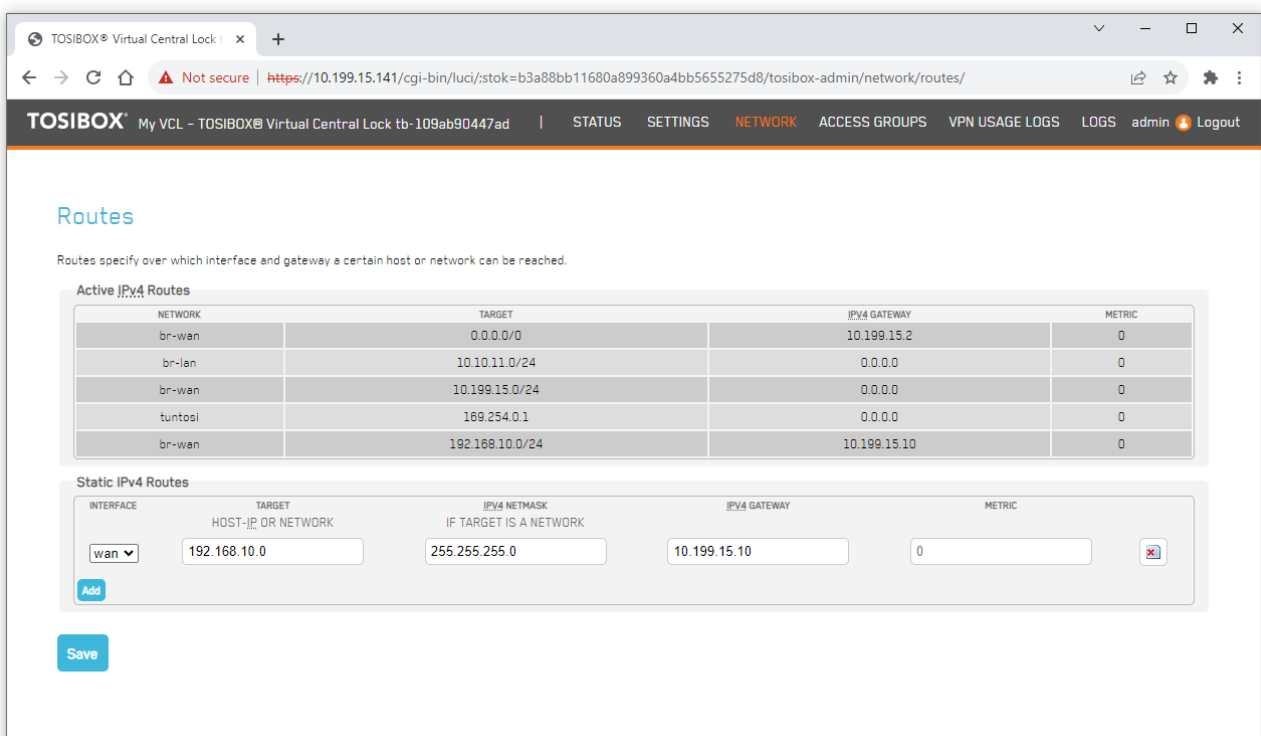 TOSIBOX® Virtual Central Lock t
Not secure | https://10.199.15.141/cgi-bin/luci/;stok=b3a88bb11680a899360a4bb5655275d8/tosibox-admin/network/routes/
TOSIBOX® My VCL – TOSIBOX® Virtual Central Lock tb-109ab90447ad | STATUS SETTINGS NETWORK ACCESS GROUPS VPN USAGE LOGS LOGS admin Logout
Routes
Routes specify over which interface and gateway a certain host or network can be reached.
Active IPv4 Routes
NETWORK TARGET IPV4 GATEWAY METRIC
br-wan 0.0.0.0/0 10.199.15.2 0
br-lan 10.10.11.0/24 0.0.0.0 0
br-wan 10.199.15.0/24 0.0.0.0 0
tuntosi 169.254.0.1 0.0.0.0 0
br-wan 192.168.10.0/24 10.199.15.10 0
Static IPv4 Routes
INTERFACE TARGET IPV4 NETMASK IPV4 GATEWAY METRIC
HOST-IP OR NETWORK IF TARGET IS A NETWORK
wan 192.168.10.0 255.255.255.0 10.199.15.10 0
Add
Save